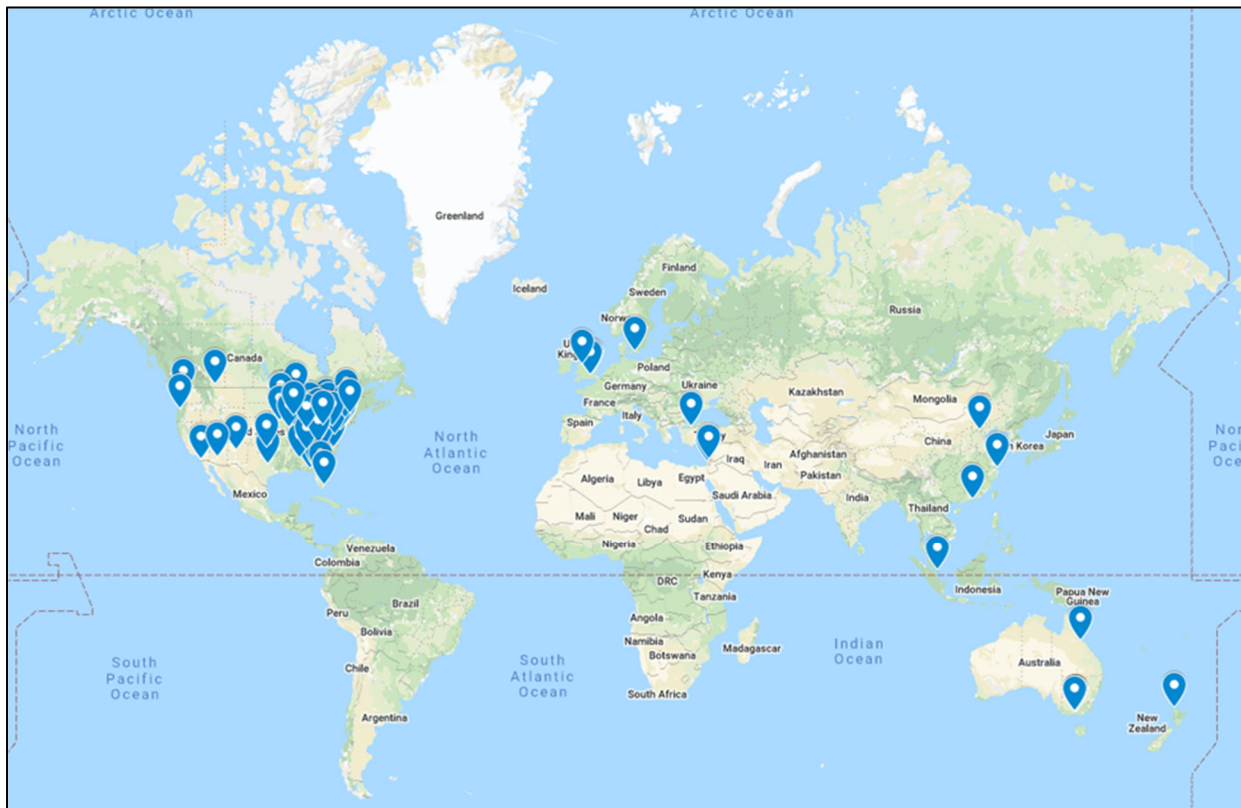 Arctic Ocean
Arctic Ocean
Greenland
Iceland
Finland
Sweden
Russia
Canada
Poland
Germany
Ukraine
France
Kazakhstan
Mongolia
Italy
Spain
North
Pacific
Ocean
North
Atlantic
Ocean
China
Japan
Iraq
Iran
Afghanistan
Pakistan
Algeria
Libya
Egypt
Saudi Arabia
India
Mexico
Mali
Niger
Chad
Sudan
Thailand
Nigeria
Ethiopia
Venezuela
Colombia
DRC
Kenya
Tanzania
Indonesia
Papua New
Guinea
Peru
Brazil
Angola
Bolivia
Namibia
Botswana
Madagascar
Indian
Ocean
Australia
South
Pacific
Ocean
South
Atlantic
Ocean
Chile
South Africa
Argentina
New
Zealand